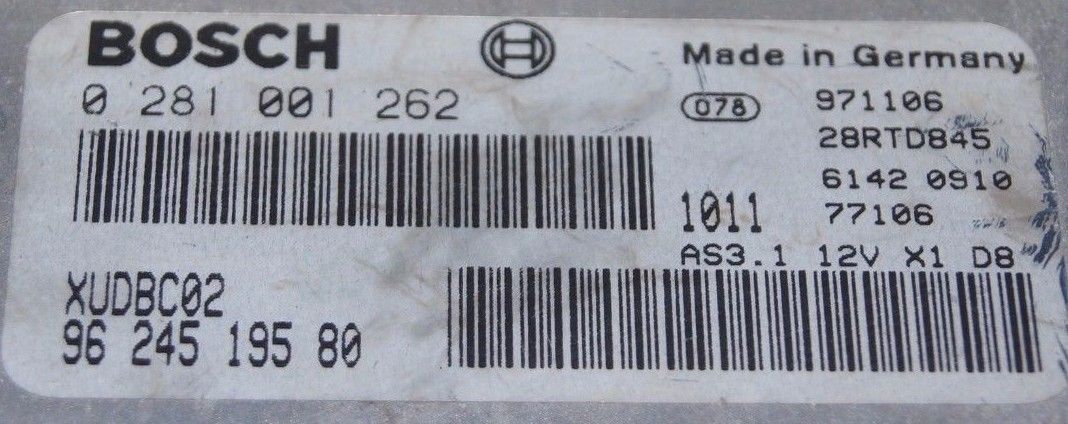 BOSCH
Made in Germany
0 281 001 262
078 971106
28RTD845
6142 0910
1011 77106
AS3.1 12V X1 D8
XUDBC02
96 245 195 80